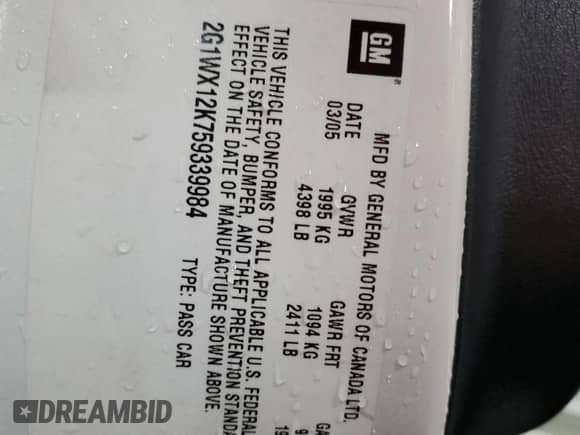 GM
MFD BY GENERAL MOTORS OF CANADA LTD.
DATE GVWR GAWR FRT
03/05 1995 KG 1094 KG
4398 LB 2411 LB
THIS VEHICLE CONFORMS TO ALL APPLICABLE U.S. FEDERAL
VEHICLE SAFETY, BUMPER, AND THEFT PREVENTION
EFFECT ON THE DATE OF MANUFACTURE SHOWN ABOVE.
2G1WX12K759339984 TYPE: PASS CAR
DREAMBID